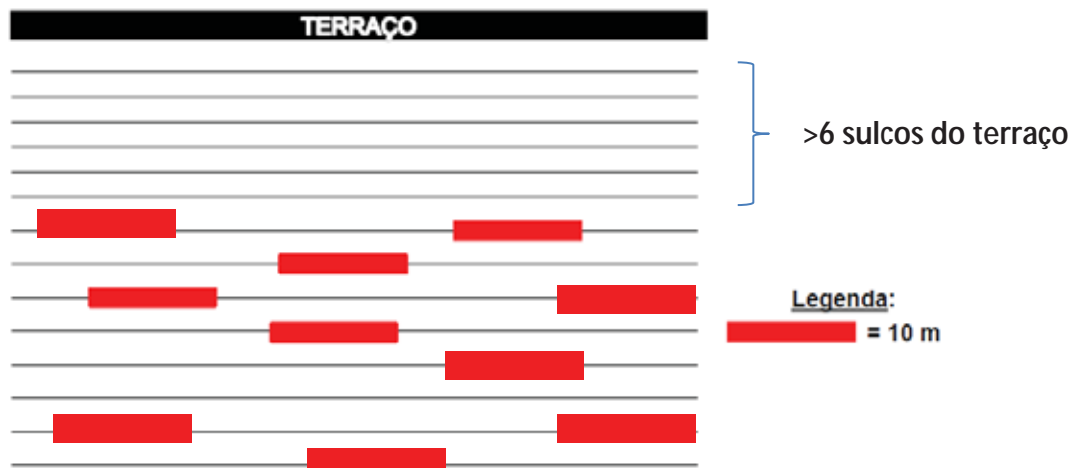 TERRAÇO
>6 sulcos do terraço
Legenda:
= 10 m